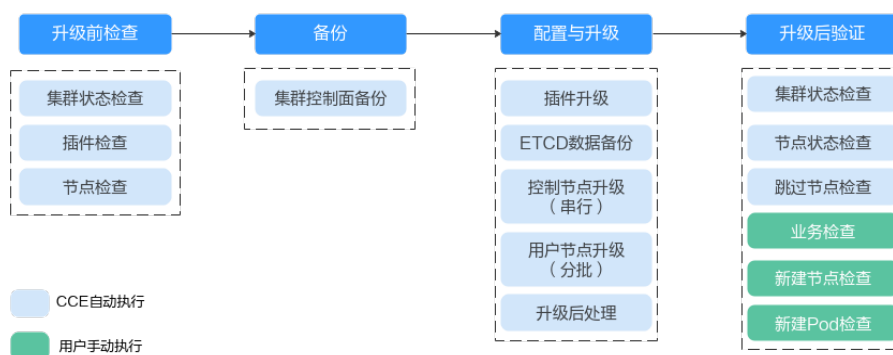 升级前检查
备份
配置与升级
升级后验证
集群状态检查
插件检查
节点检查
集群控制面备份
插件升级
ETCD数据备份
控制节点升级
（串行）
用户节点升级
（分批）
升级后处理
集群状态检查
节点状态检查
跳过节点检查
业务检查
新建节点检查
新建Pod检查
CCE自动执行
用户手动执行